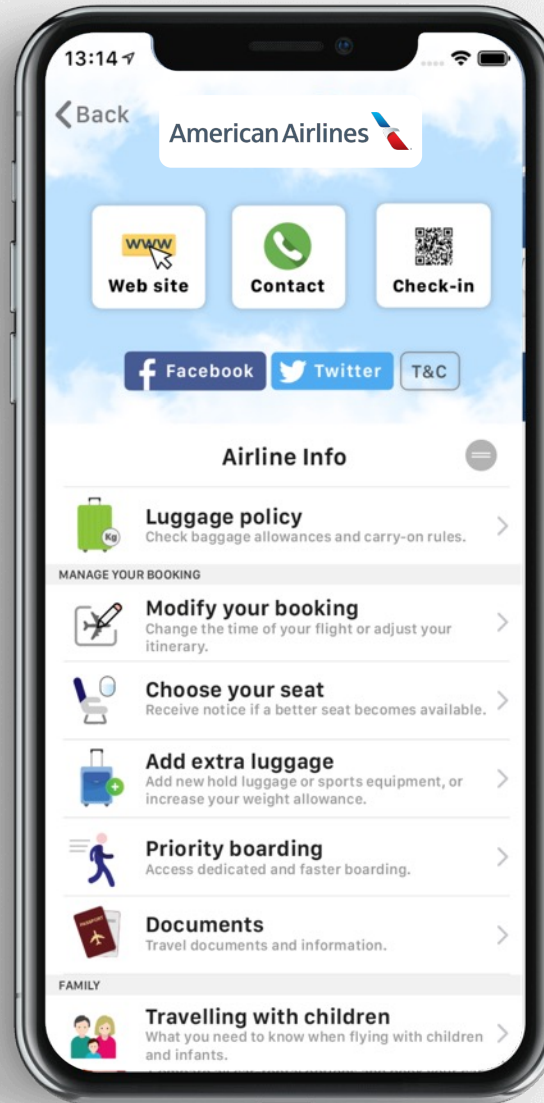 13:14
Back
American Airlines
www
Web site
Contact
Check-in
f Facebook
Twitter
T&C
Airline Info
Kg
Luggage policy
Check baggage allowances and carry-on rules.
MANAGE YOUR BOOKING
Modify your booking
Change the time of your flight or adjust your
itinerary.
Choose your seat
Receive notice if a better seat becomes available.
Add extra luggage
Add new hold luggage or sports equipment, or
increase your weight allowance.
Priority boarding
Access dedicated and faster boarding.
PASSPORT
Documents
Travel documents and information.
FAMILY
Travelling with children
What you need to know when flying with children
and infants.